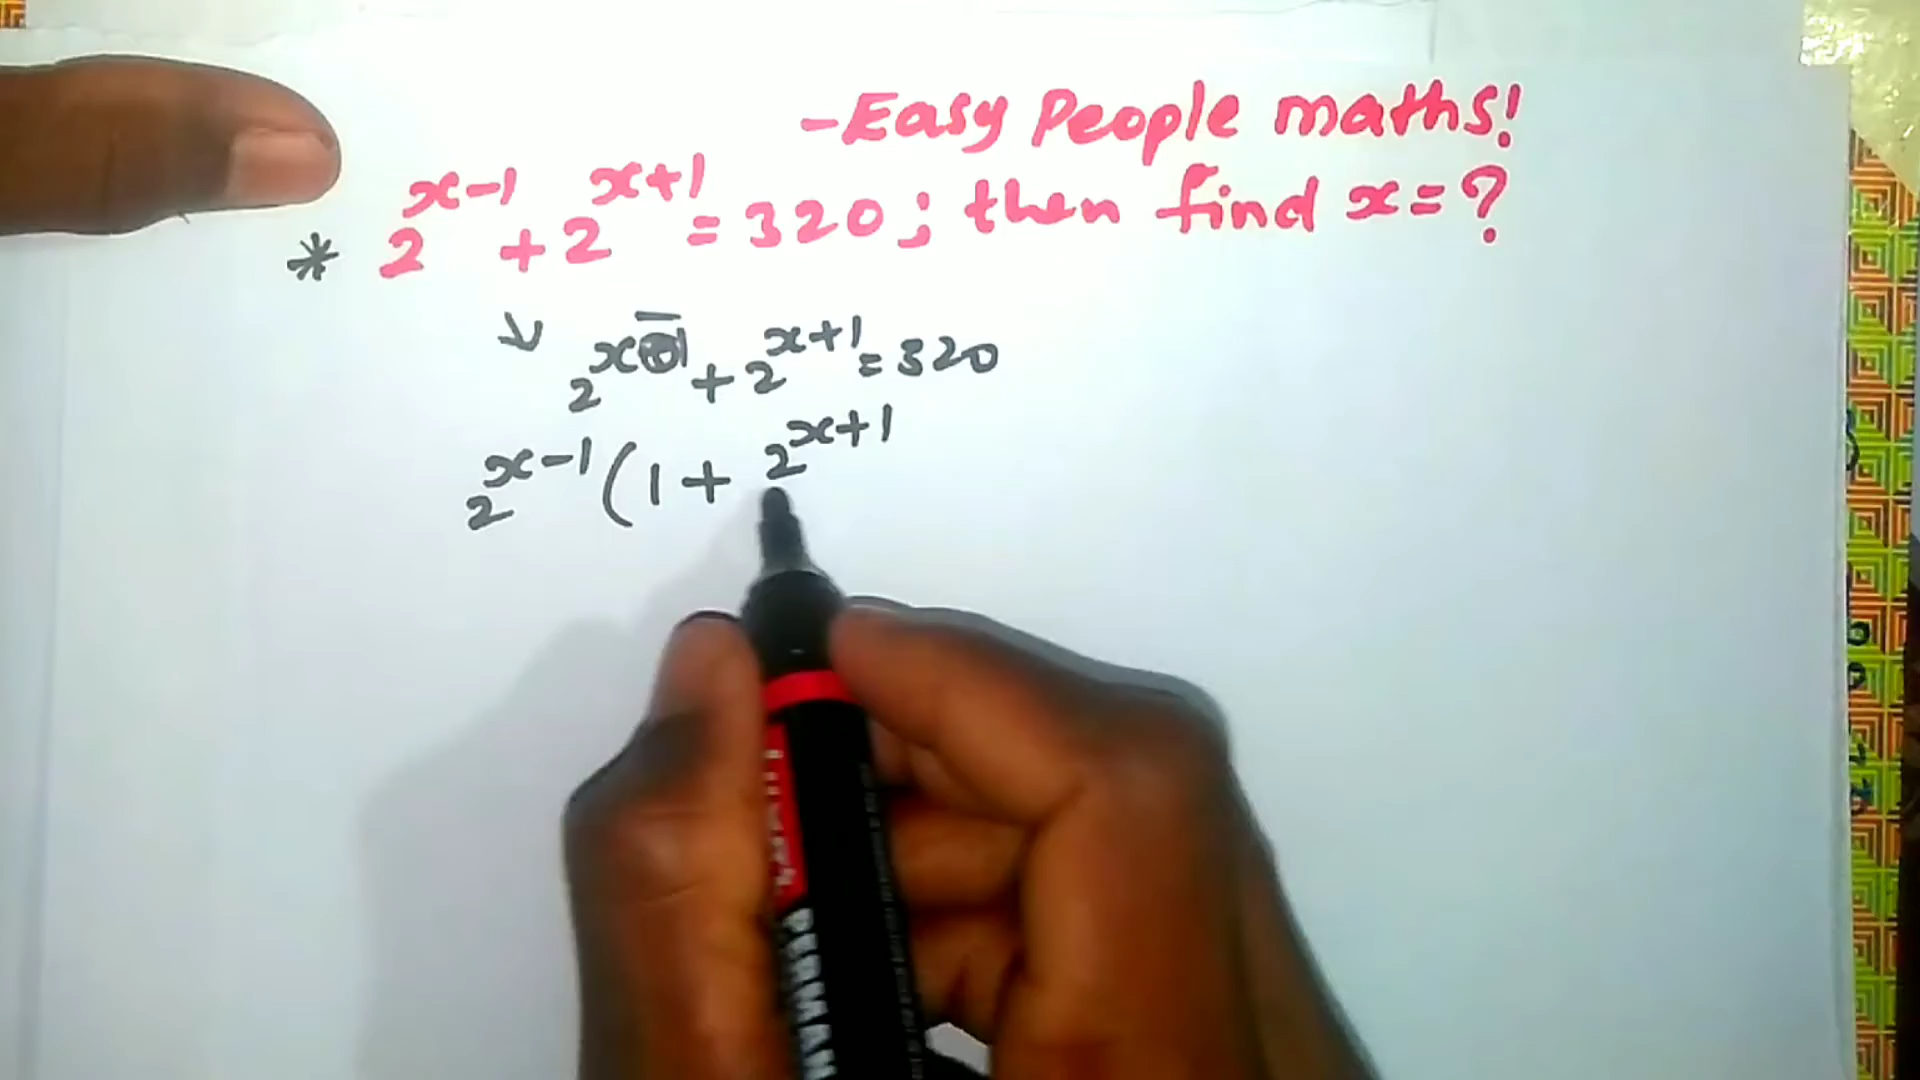 -Easy People maths!
* 2^{x-1} + 2^{x+1} = 320; then find x=?
↓ 2^{x-1} + 2^{x+1} = 320
2^{x-1} (1 + 2^{x+1}
PERMAN